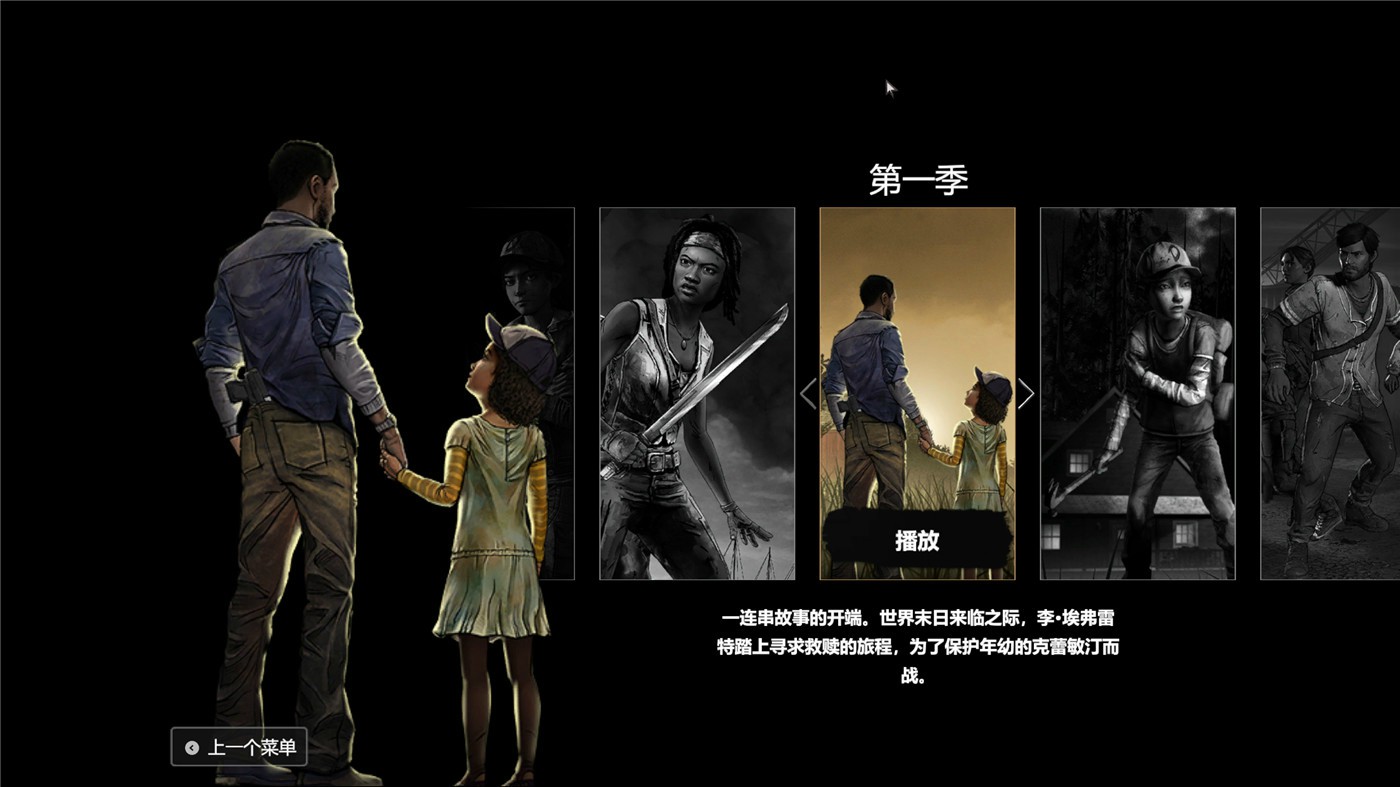 第一季
播放
一连串故事的开端。世界末日来临之际，李·埃弗雷
特踏上寻求救赎的旅程，为了保护年幼的克蕾敏汀而
战。
上一个菜单